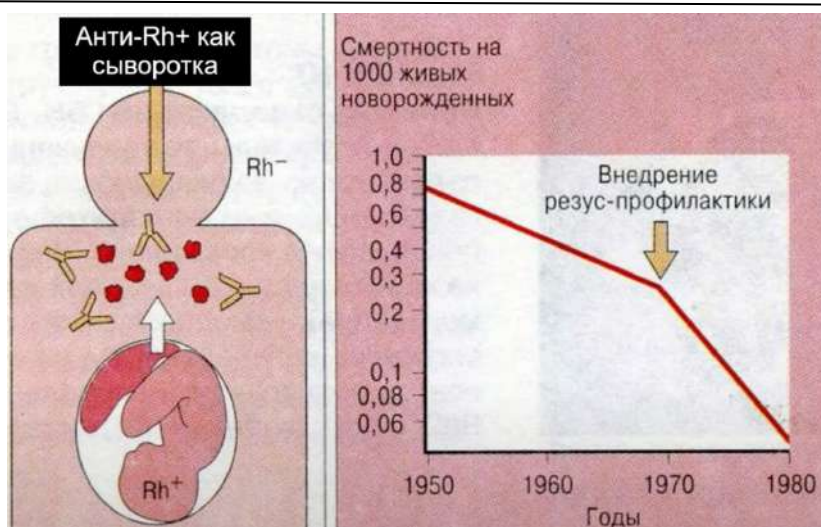 Анти-Rh+ как
сыворотка
Rh⁻
Rh⁺
Смертность на
1000 живых
новорожденных
1,0
0,8
0,6
0,4
0,3
0,2
0,1
0,08
0,06
Внедрение
резус-профилактики
1950
1960
1970
1980
Годы